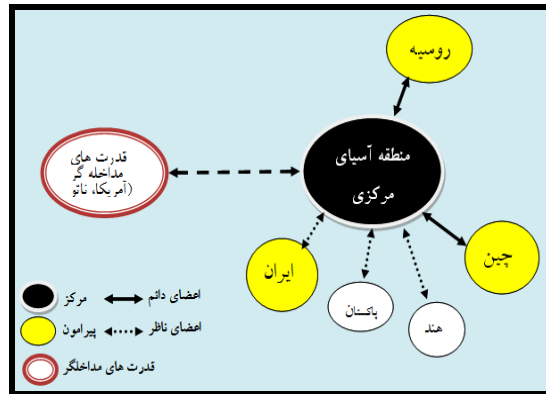 روسیه
منطقه آسیای
مرکزی
قدرت های
مداخله گر
(آمریکا، ناتو
چین
ایران
پاکستان
هند
مرکز
اعضای دائم
پیرامون
اعضای ناظر
قدرت های مداخلگر